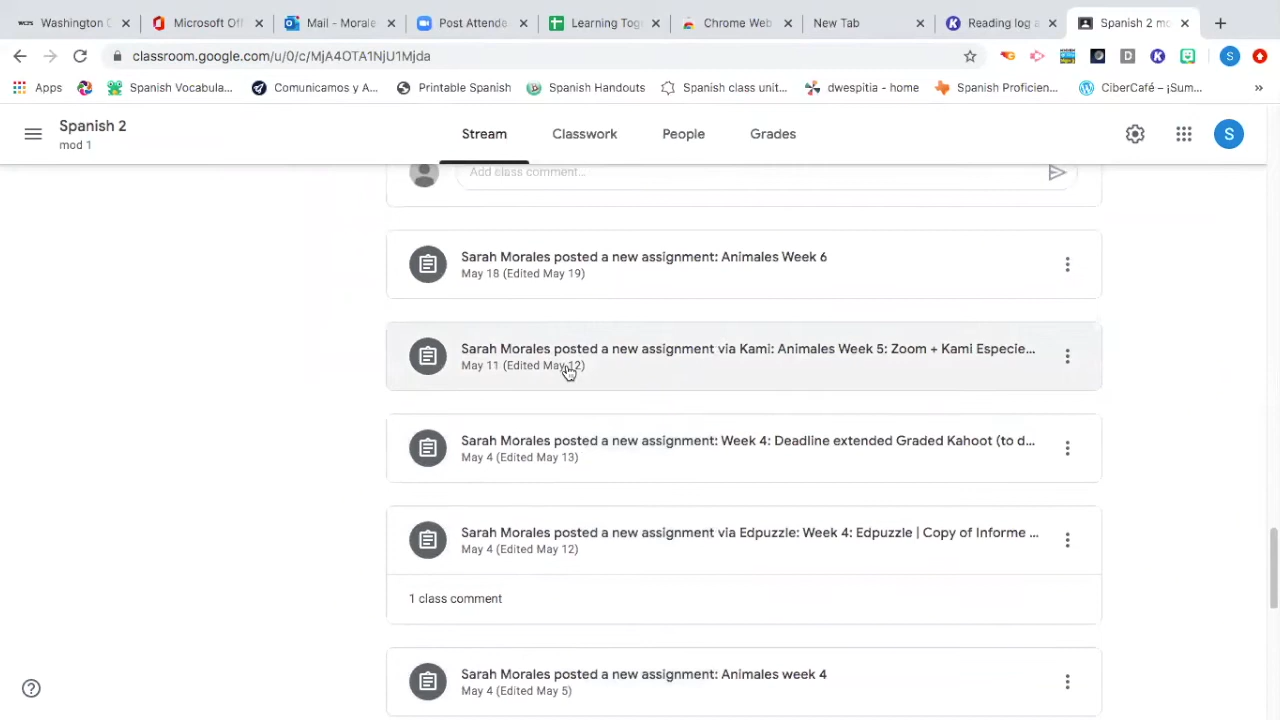 Washington C
Microsoft Off
Mail - Morale
Post Attende
Learning Tog
Chrome Web
New Tab
Reading log a
Spanish 2 mo
classroom.google.com/u/0/c/MjA4OTA1NjU1Mjda
S
Apps
Spanish Vocabula...
Comunicamos y A...
Printable Spanish
Spanish Handouts
Spanish class unit...
dwespitia - home
Spanish Proficien...
CiberCafé – ¡Sum...
»
Spanish 2
mod 1
Stream
Classwork
People
Grades
S
Add class comment...
Sarah Morales posted a new assignment: Animales Week 6
May 18 (Edited May 19)
Sarah Morales posted a new assignment via Kami: Animales Week 5: Zoom + Kami Especie...
May 11 (Edited May 12)
Sarah Morales posted a new assignment: Week 4: Deadline extended Graded Kahoot (to d...
May 4 (Edited May 13)
Sarah Morales posted a new assignment via Edpuzzle: Week 4: Edpuzzle | Copy of Informe ...
May 4 (Edited May 12)
1 class comment
Sarah Morales posted a new assignment: Animales week 4
May 4 (Edited May 5)